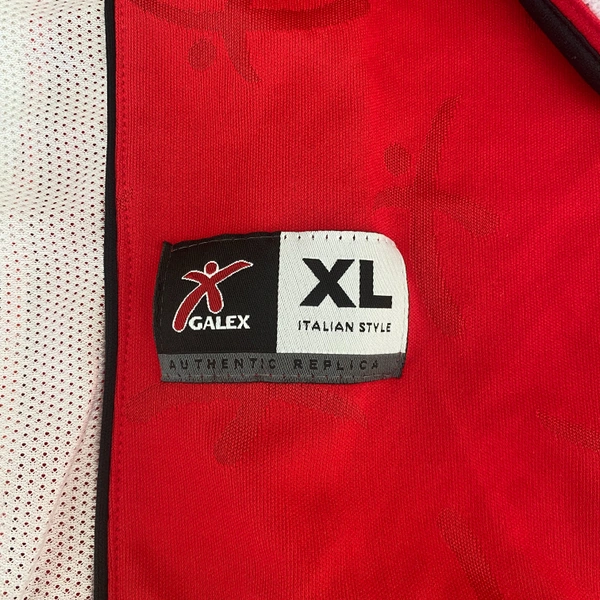 XL
GALEX
ITALIAN STYLE
AUTHENTIC REPLICA